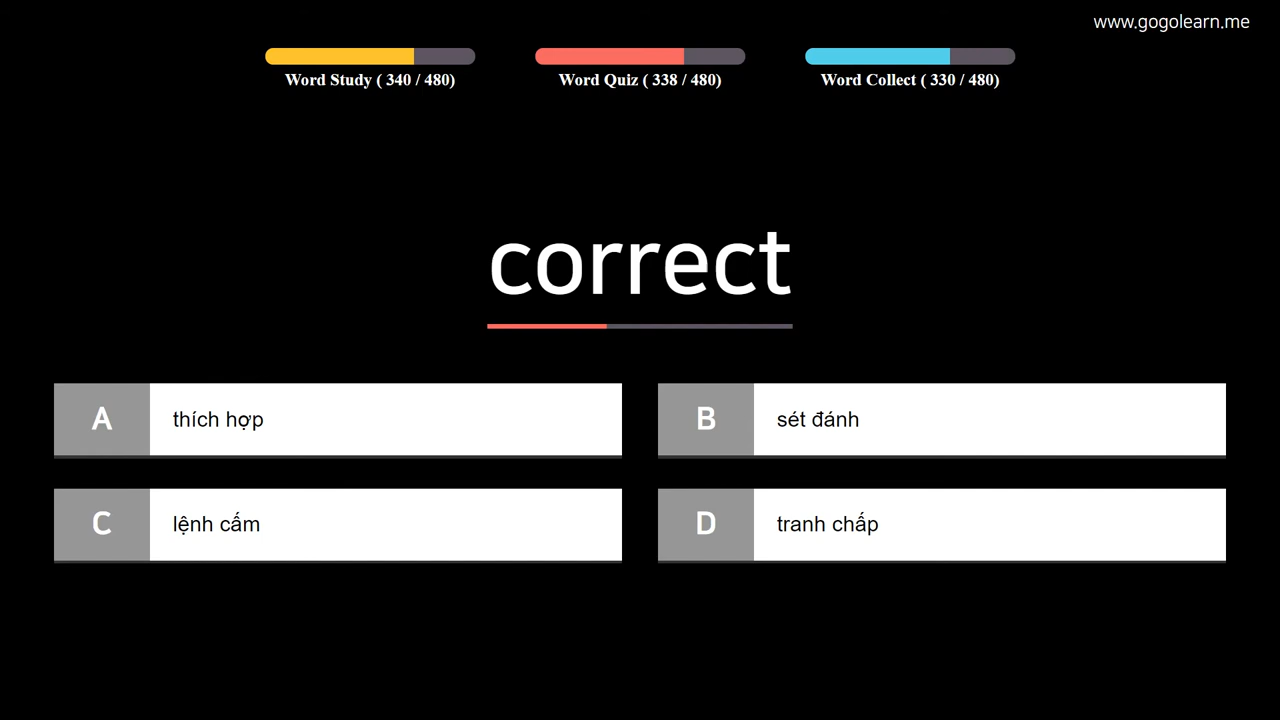 www.gogolearn.me
Word Study ( 340 / 480)
Word Quiz ( 338 / 480)
Word Collect ( 330 / 480)
correct
A thích hợp
B sét đánh
C lệnh cấm
D tranh chấp